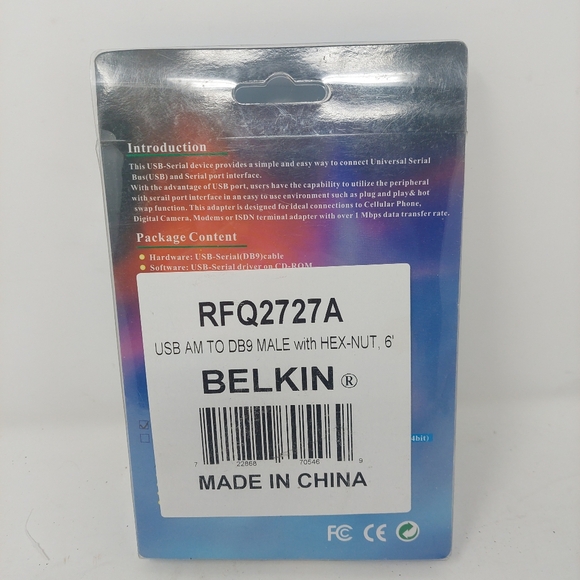 Introduction
This USB-Serial device provides a simple and easy way to connect Universal Serial
Bus(USB) and Serial port interface.
With the advantage of USB port, users have the capability to utilize the peripheral
with serail port interface in an easy to use environment such as plug and play& hot
swap function. This adapter is designed for ideal connections to Cellular Phone,
Digital Camera, Modems or ISDN terminal adapter with over 1 Mbps data transfer rate.
Package Content
Hardware: USB-Serial(DB9)cable
Software: USB-Serial driver on CD-ROM
RFQ2727A
USB AM TO DB9 MALE with HEX-NUT, 6'
BELKIN ®
4bit)
7 22868 70546 9
MADE IN CHINA
FC CE